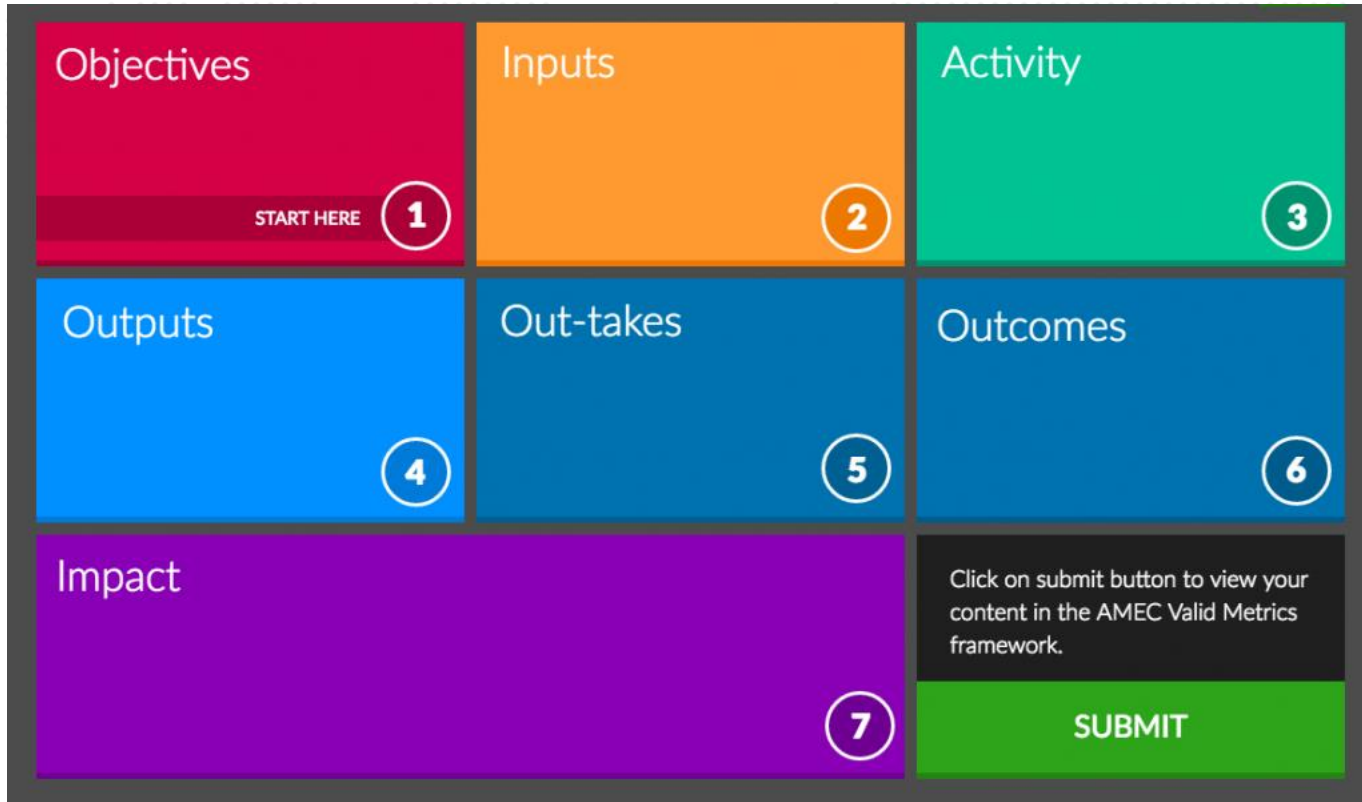 Objectives
START HERE 1
Inputs
2
Activity
3
Outputs
4
Out-takes
5
Outcomes
6
Impact
7
Click on submit button to view your
content in the AMEC Valid Metrics
framework.
SUBMIT